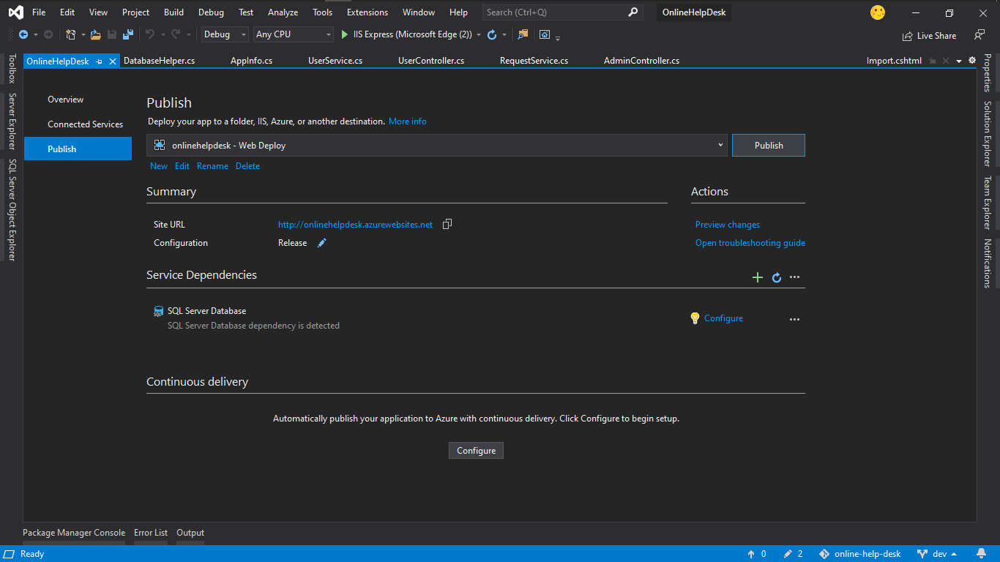 File Edit View Project Build Debug Test Analyze Tools Extensions Window Help Search (Ctrl+Q) OnlineHelpDesk
Debug Any CPU IIS Express (Microsoft Edge (2)) Live Share
OnlineHelpDesk DatabaseHelper.cs AppInfo.cs UserService.cs UserController.cs RequestService.cs AdminController.cs Import.cshtml
Toolbox
Server Explorer
SQL Server Object Explorer
Overview
Connected Services
Publish
Publish
Deploy your app to a folder, IIS, Azure, or another destination. More info
onlinehelpdesk - Web Deploy Publish
New Edit Rename Delete
Summary Actions
Site URL http://onlinehelpdesk.azurewebsites.net Preview changes
Configuration Release Open troubleshooting guide
Service Dependencies
SQL
SQL Server Database
SQL Server Database dependency is detected
Configure
Continuous delivery
Automatically publish your application to Azure with continuous delivery. Click Configure to begin setup.
Configure
Properties
Solution Explorer
Team Explorer
Notifications
Package Manager Console Error List Output
Ready 0 2 online-help-desk dev